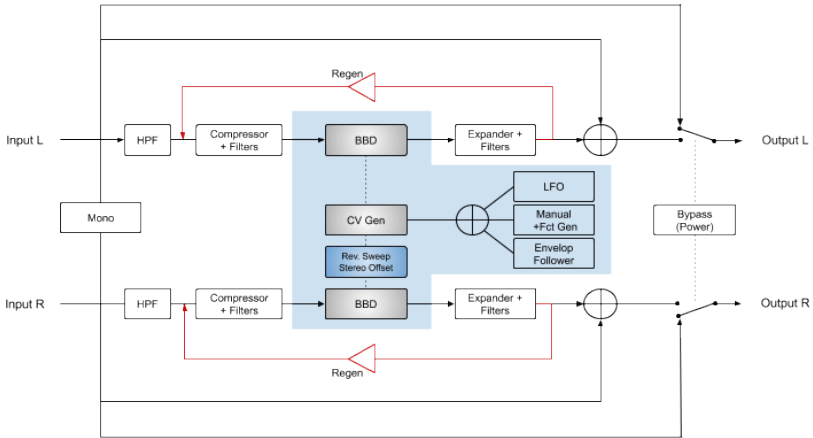 Regen
Input L
HPF
Compressor
+ Filters
BBD
Expander +
Filters
Output L
LFO
Mono
CV Gen
Manual
+Fct Gen
Bypass
(Power)
Rev. Sweep
Stereo Offset
Envelop
Follower
Input R
HPF
Compressor
+ Filters
BBD
Expander +
Filters
Output R
Regen